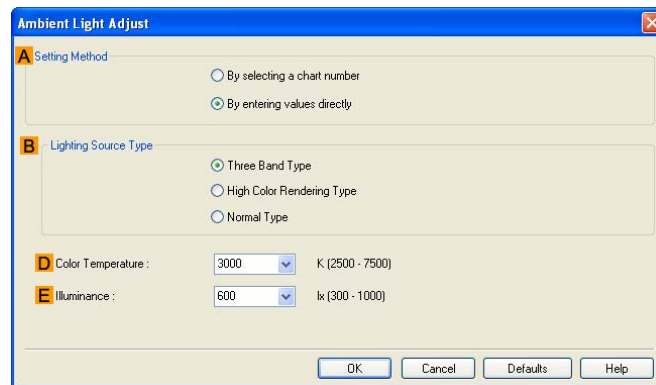 Ambient Light Adjust
A Setting Method
By selecting a chart number
By entering values directly
B Lighting Source Type
Three Band Type
High Color Rendering Type
Normal Type
D Color Temperature : 3000 K (2500 - 7500)
E Illuminance : 600 lx (300 - 1000)
OK Cancel Defaults Help